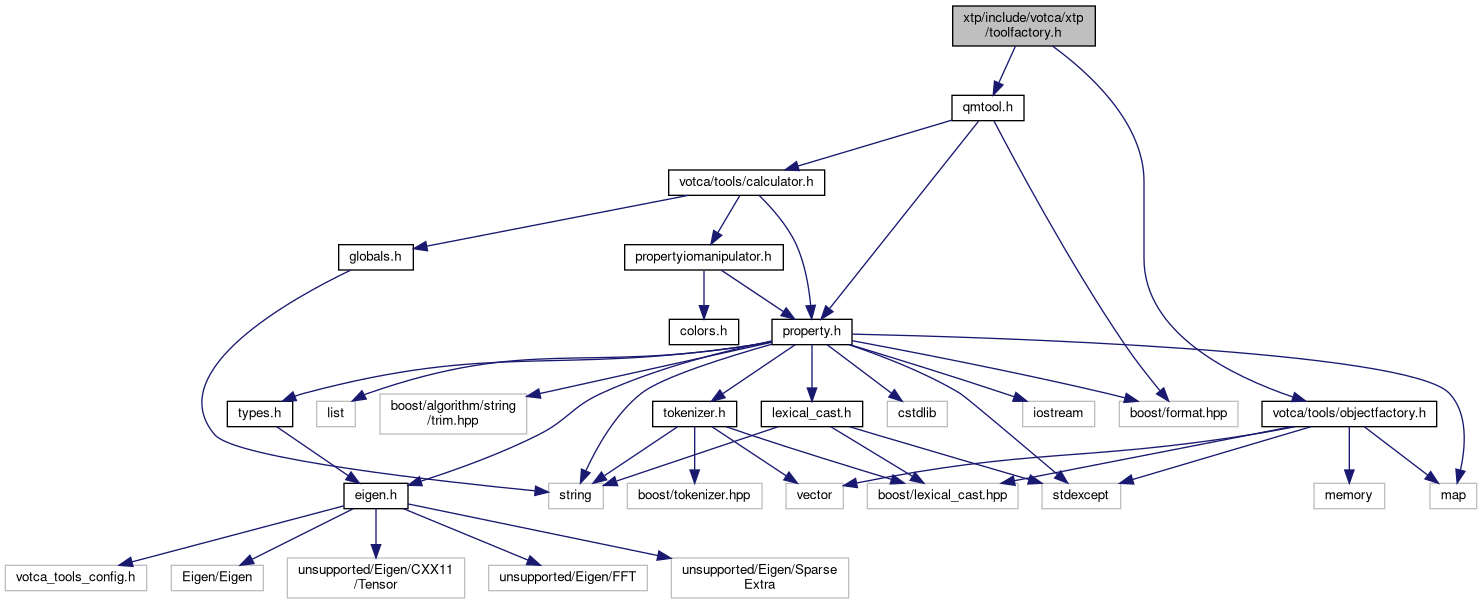 xtp/include/votca/xtp
/toolfactory.h
qmtool.h
votca/tools/calculator.h
globals.h
propertyiomanipulator.h
colors.h
property.h
types.h
list
boost/algorithm/string
/trim.hpp
tokenizer.h
lexical_cast.h
cstdlib
iostream
boost/format.hpp
votca/tools/objectfactory.h
eigen.h
string
boost/tokenizer.hpp
vector
boost/lexical_cast.hpp
stdexcept
memory
map
votca_tools_config.h
Eigen/Eigen
unsupported/Eigen/CXX11
/Tensor
unsupported/Eigen/FFT
unsupported/Eigen/Sparse
Extra